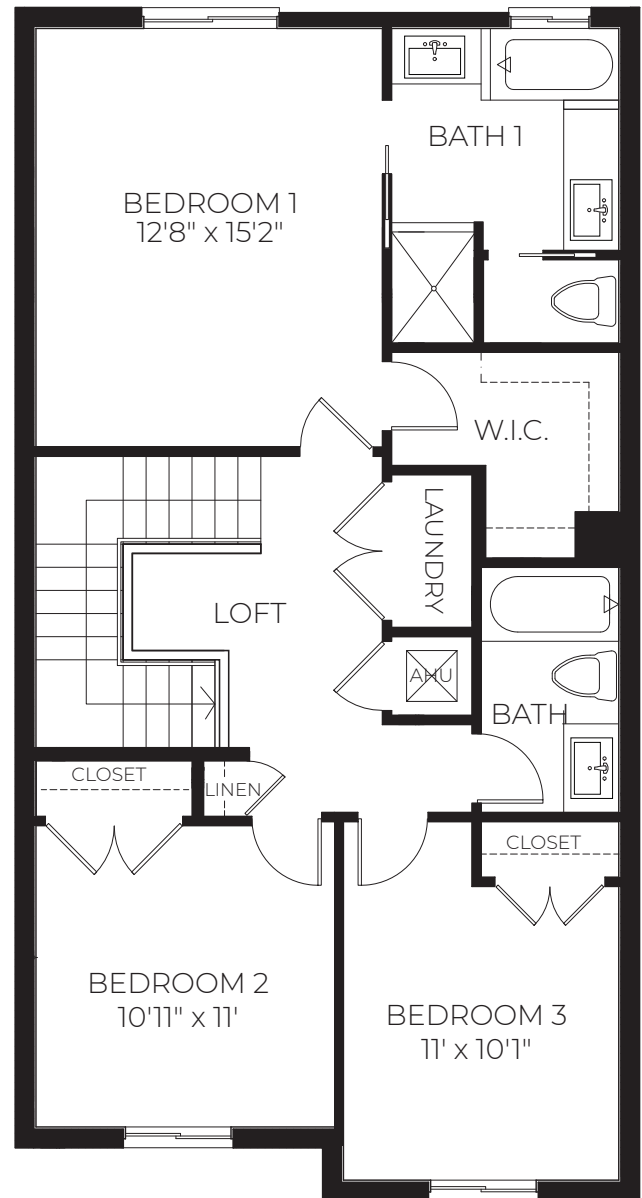 BATH 1
BEDROOM 1
12'8" x 15'2"
W.I.C.
LAUNDRY
LOFT
AHU
BATH
CLOSET
LINEN
CLOSET
BEDROOM 2
10'11" x 11'
BEDROOM 3
11' x 10'1"